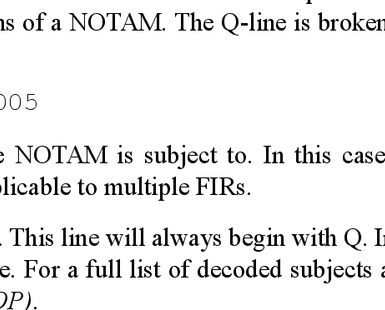 ns of a NOTAM. The Q-line is broken
005
NOTAM is subject to. In this case
plicable to multiple FIRs.
. This line will always begin with Q. I
e. For a full list of decoded subjects a
OP).